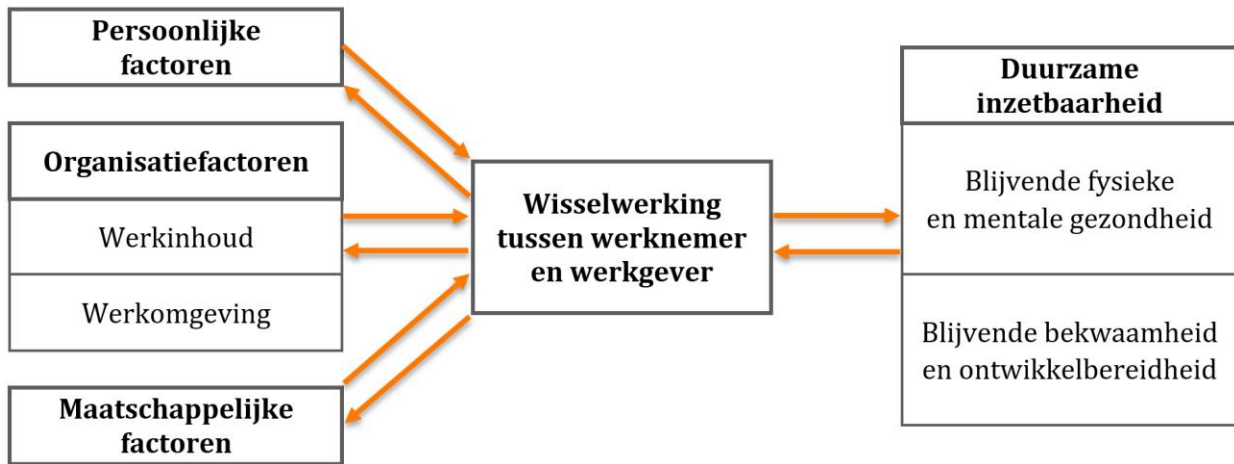 Persoonlijke
factoren
Organisatiefactoren
Werkinhoud
Werkomgeving
Maatschappelijke
factoren
Wisselwerking
tussen werknemer
en werkgever
Duurzame
inzetbaarheid
Blijvende fysieke
en mentale gezondheid
Blijvende bekwaamheid
en ontwikkelbereidheid